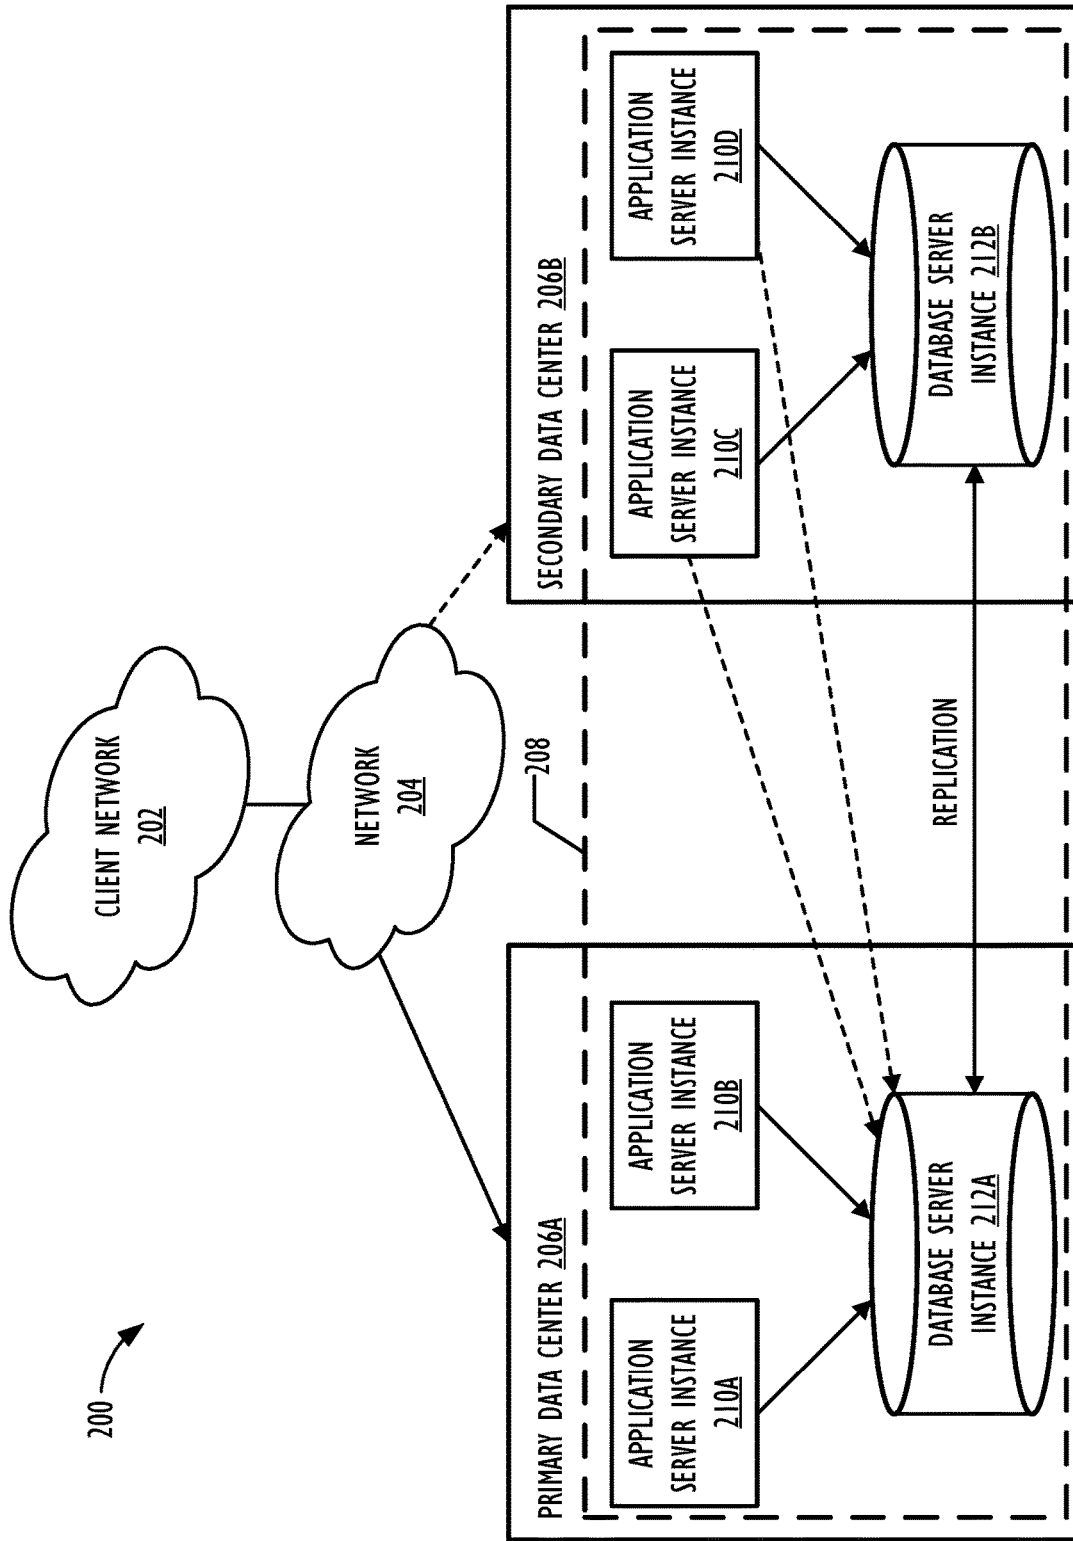 200
CLIENT NETWORK
202
NETWORK
204
208
PRIMARY DATA CENTER 206A
APPLICATION
SERVER INSTANCE
210A
APPLICATION
SERVER INSTANCE
210B
DATABASE SERVER
INSTANCE 212A
REPLICATION
SECONDARY DATA CENTER 206B
APPLICATION
SERVER INSTANCE
210C
APPLICATION
SERVER INSTANCE
210D
DATABASE SERVER
INSTANCE 212B